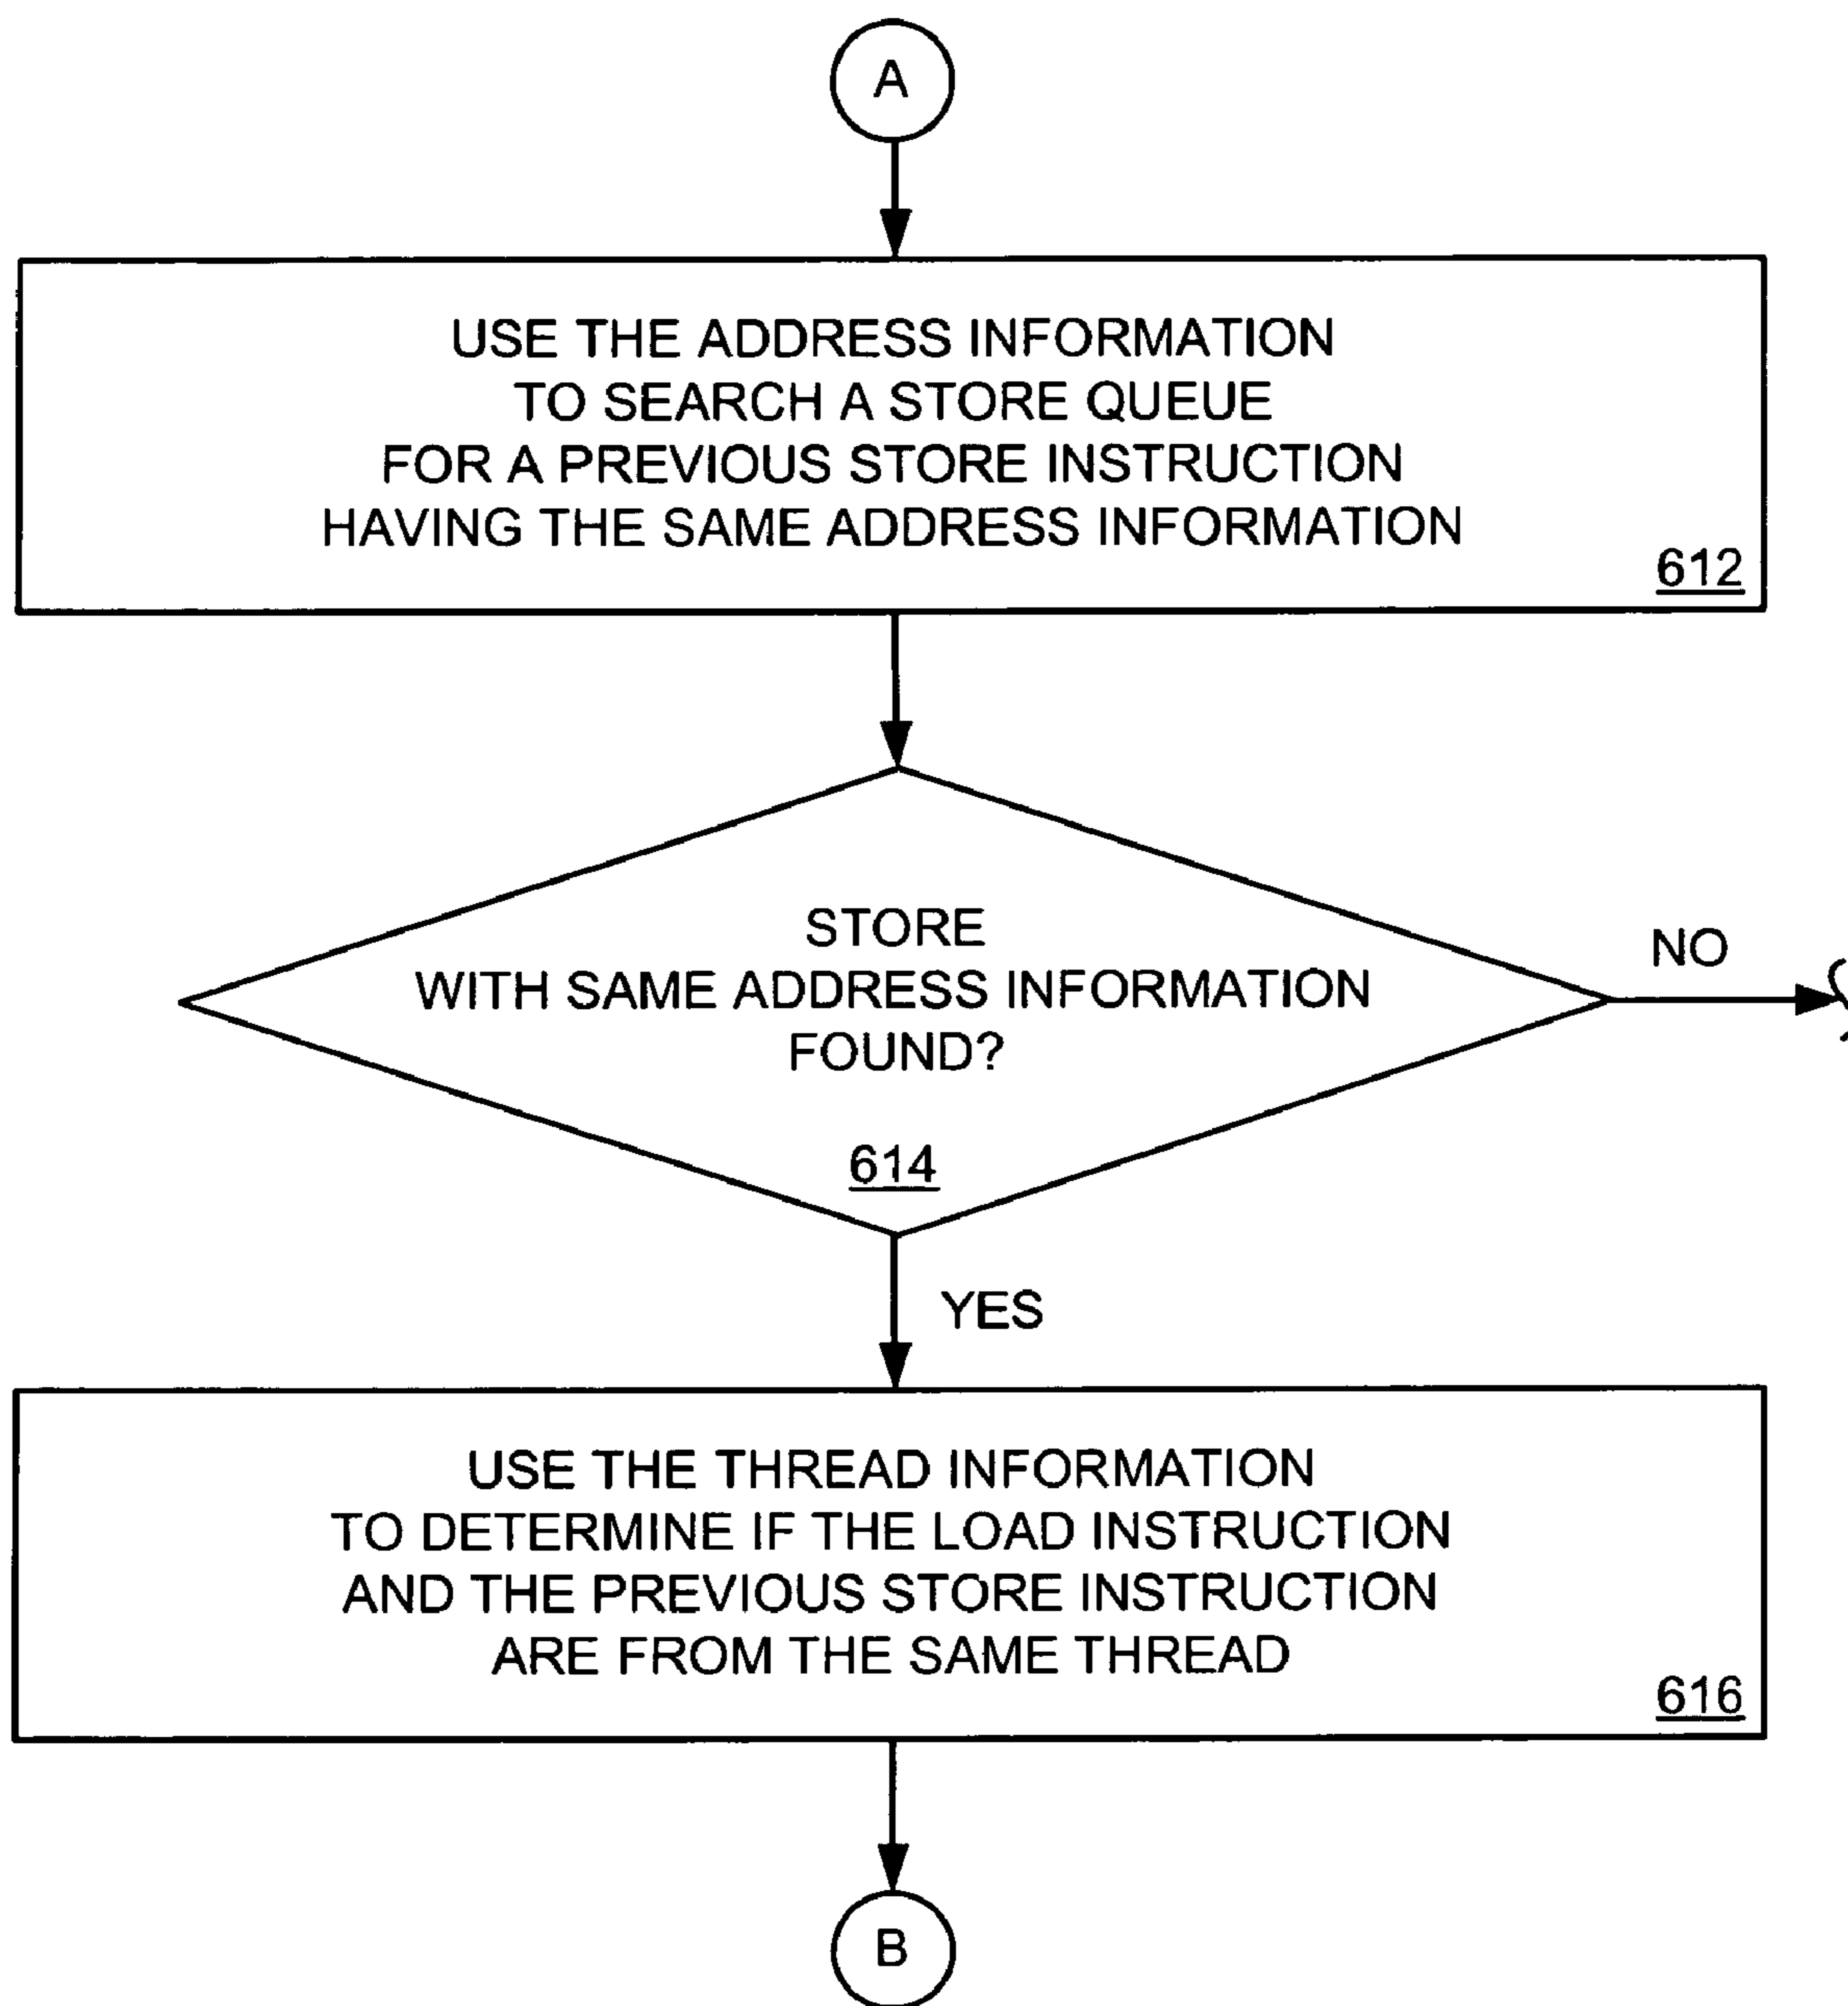 A
USE THE ADDRESS INFORMATION
TO SEARCH A STORE QUEUE
FOR A PREVIOUS STORE INSTRUCTION
HAVING THE SAME ADDRESS INFORMATION
612
STORE
WITH SAME ADDRESS INFORMATION
FOUND?
614
NO
YES
USE THE THREAD INFORMATION
TO DETERMINE IF THE LOAD INSTRUCTION
AND THE PREVIOUS STORE INSTRUCTION
ARE FROM THE SAME THREAD
616
B